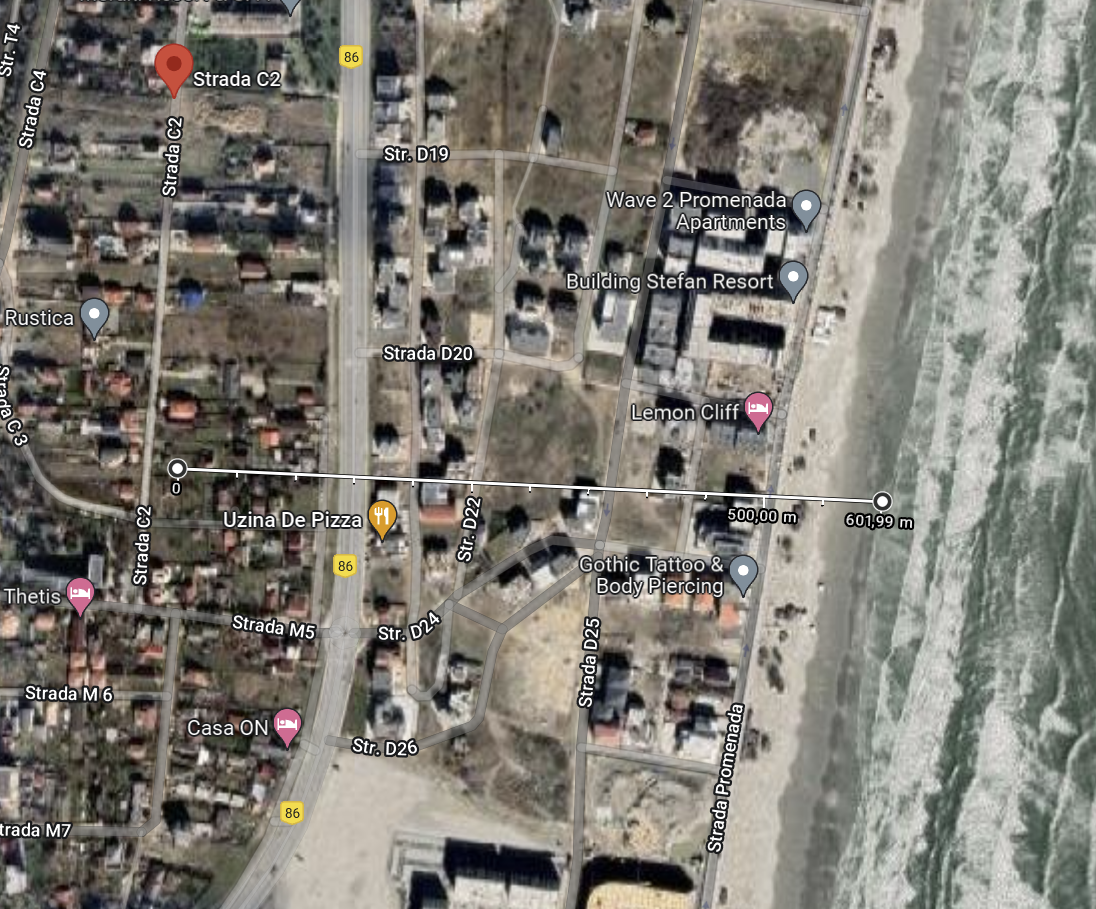 Str. T4
Strada C4
86
Strada C2
Strada C2
Str. D19
Wave 2 Promenada
Apartments
Building Stefan Resort
Rustica
Strada D20
Lemon Cliff
0
500,00 m
601,99 m
Uzina De Pizza
Str. D22
Strada C2
86
Gothic Tattoo &
Body Piercing
Thetis
Strada M5
Str. D24
Strada D25
Strada M 6
Casa ON
Str. D26
Strada Promenada
86
trada M7